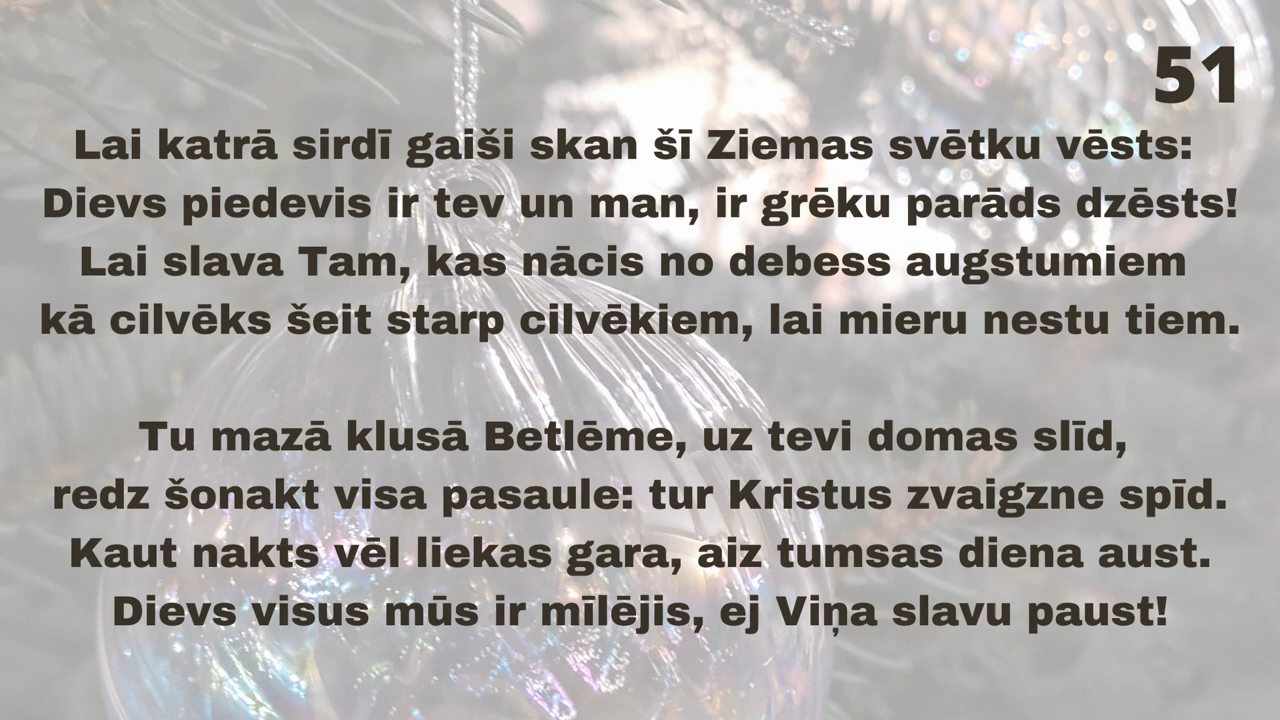 51
Lai katrā sirdī gaiši skan šī Ziemas svētku vēsts:
Dievs piedevis ir tev un man, ir grēku parāds dzēsts!
Lai slava Tam, kas nācis no debess augstumiem
kā cilvēks šeit starp cilvēkiem, lai mieru nestu tiem.
Tu mazā klusā Betlēme, uz tevi domas slīd,
redz šonakt visa pasaule: tur Kristus zvaigzne spīd.
Kaut nakts vēl liekas gara, aiz tumsas diena aust.
Dievs visus mūs ir mīlējis, ej Viņa slavu paust!